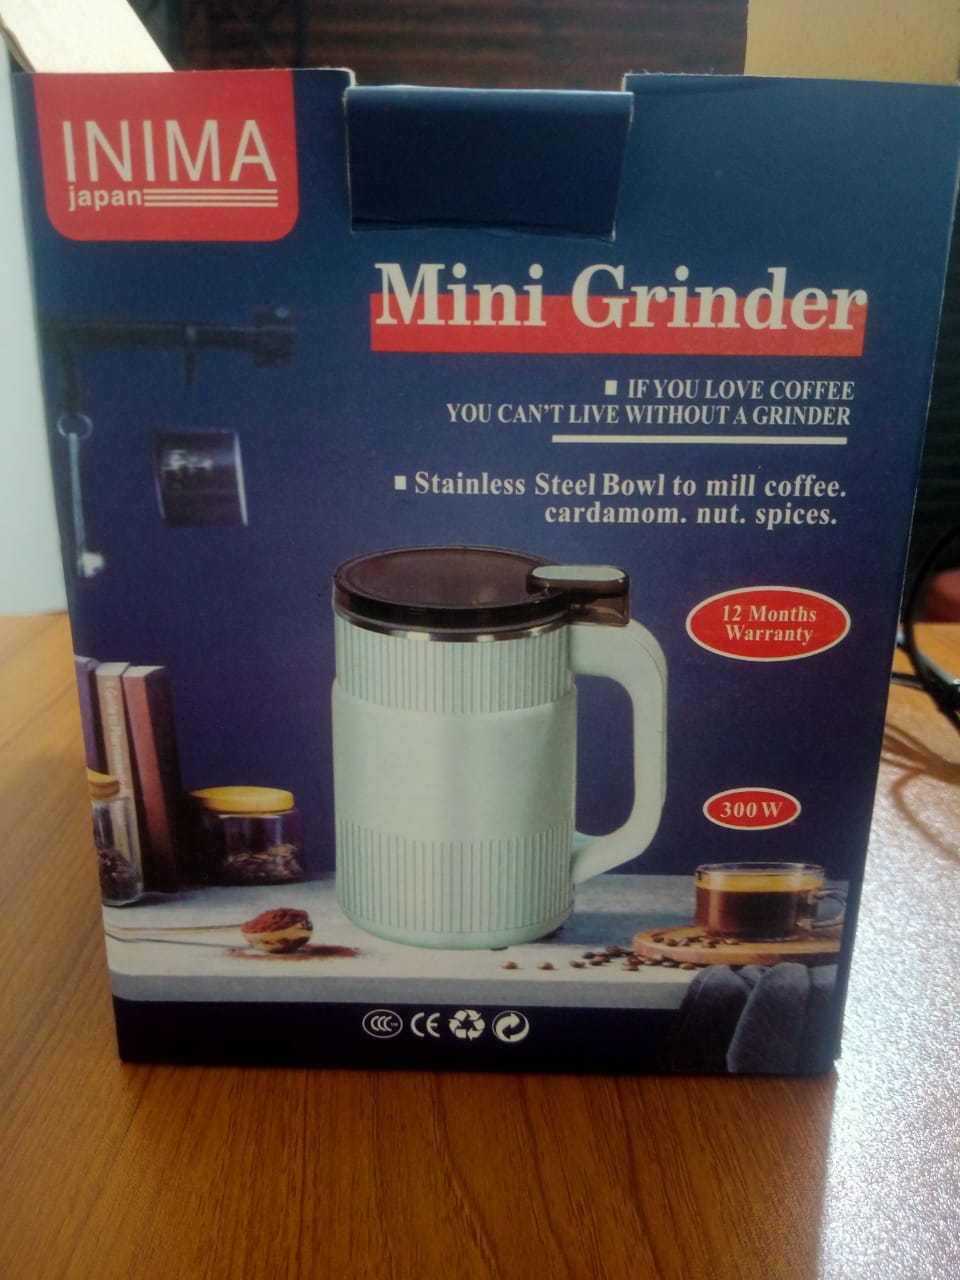 INIMA
japan
Mini Grinder
IF YOU LOVE COFFEE
YOU CAN'T LIVE WITHOUT A GRINDER
Stainless Steel Bowl to mill coffee.
cardamom. nut. spices.
12 Months
Warranty
300 W
CCC
CE